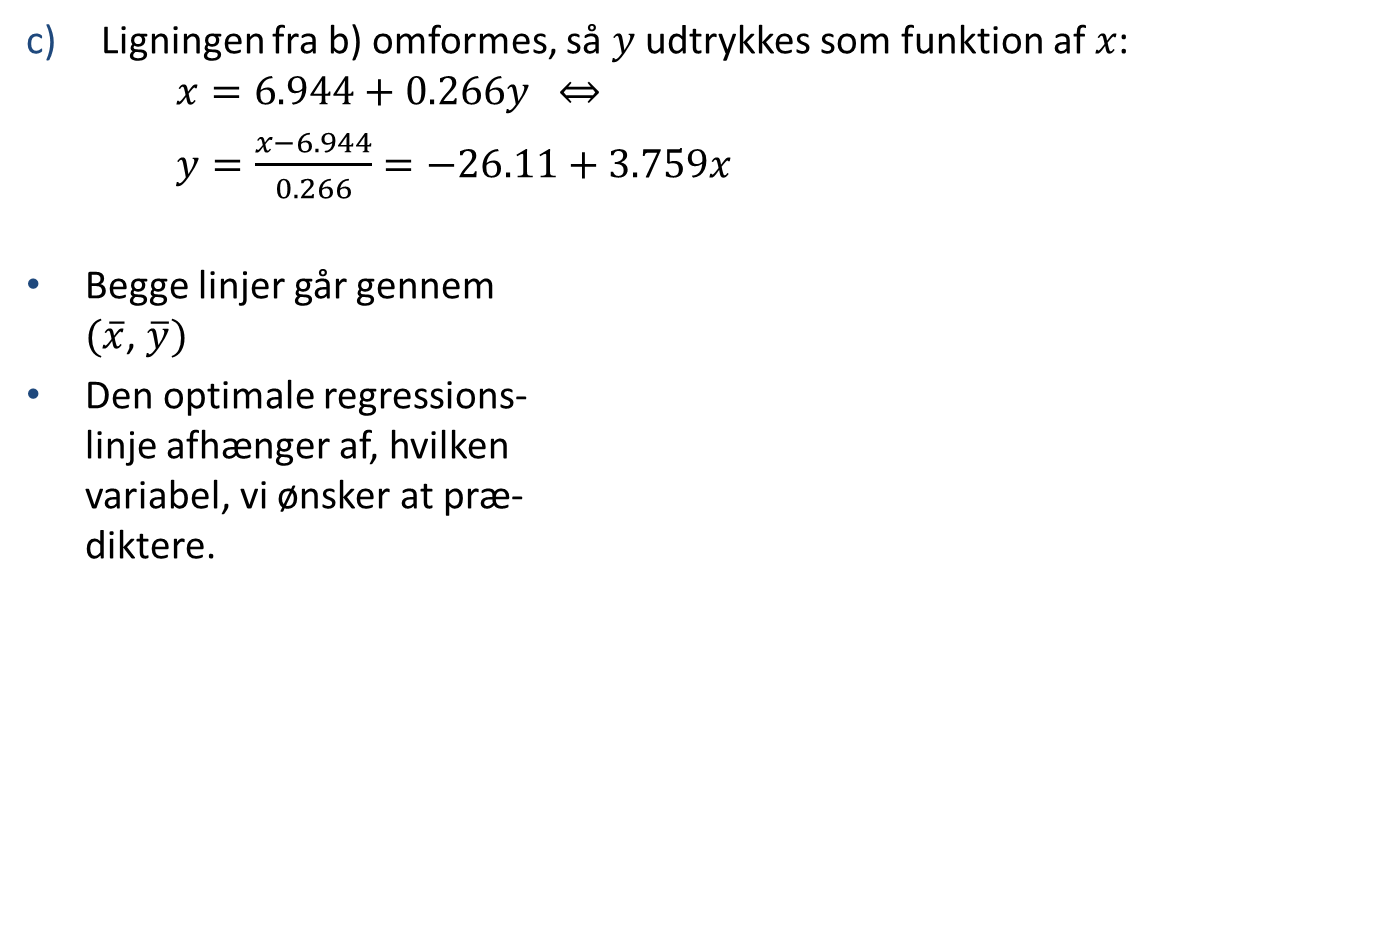 c) Ligningen fra b) omformes, så y udtrykkes som funktion af x:
x = 6.944 + 0.266y ⇔
y = \frac{x−6.944}{0.266} = −26.11 + 3.759x
• Begge linjer går gennem
(x̄, ȳ)
• Den optimale regressions-
linje afhænger af, hvilken
variabel, vi ønsker at præ-
diktere.